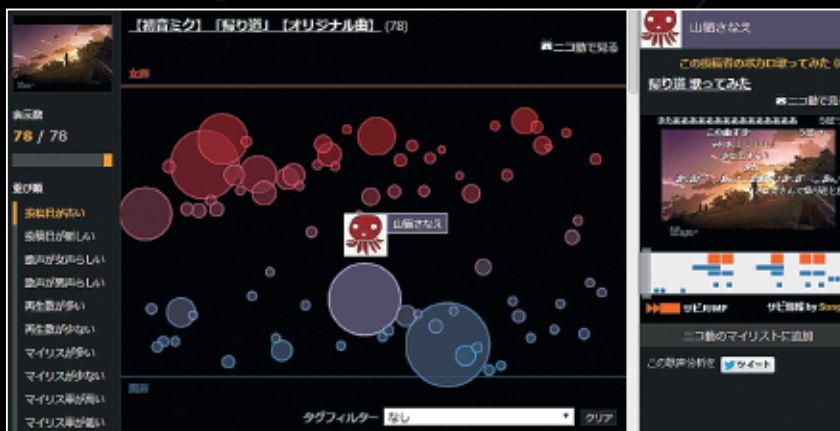 【初音ミク】「帰り道」【オリジナル曲】 (78)
ニコ動で見る
女声
表示数
78 / 78
並び順
投稿日が古い
投稿日が新しい
歌声が女声らしい
歌声が男声らしい
再生数が多い
再生数が少ない
マイリスが多い
マイリスが少ない
マイリス率が高い
マイリス率が低い
山猫さなえ
男声
タグフィルター なし クリア
山猫さなえ
この投稿者のボカロ歌ってみた
帰り道 歌ってみた
ニコ動で見
サビJUMP サビ情報 by Song
ニコ動のマイリストに追加
この歌声分析を ツイート